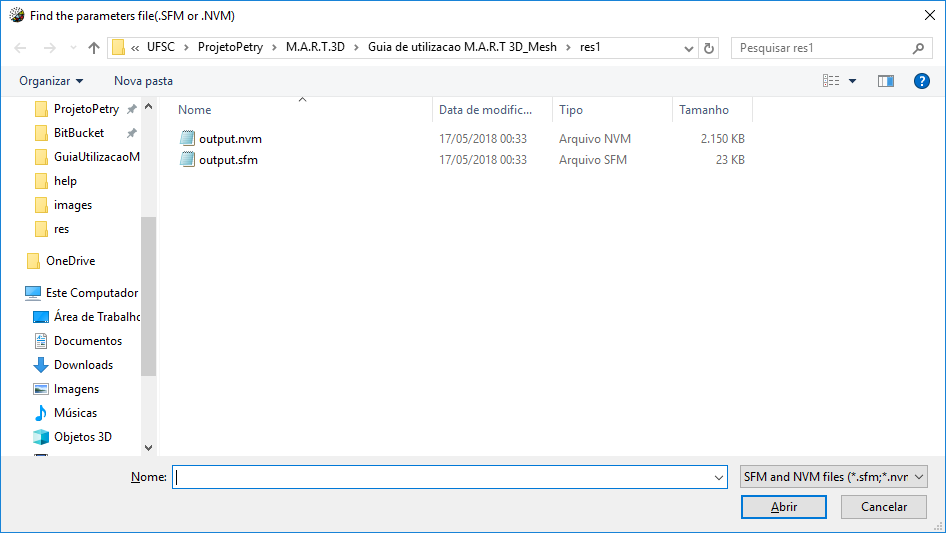 Find the parameters file(.SFM or .NVM)
« UFSC > ProjetoPetry > M.A.R.T.3D > Guia de utilizacao M.A.R.T 3D_Mesh > res1
Pesquisar res1
Organizar
Nova pasta
ProjetoPetry
BitBucket
GuiaUtilizacaoM
help
images
res
OneDrive
Este Computador
Área de Trabalho
Documentos
Downloads
Imagens
Músicas
Objetos 3D
Nome Data de modific... Tipo Tamanho
output.nvm 17/05/2018 00:33 Arquivo NVM 2.150 KB
output.sfm 17/05/2018 00:33 Arquivo SFM 23 KB
Nome:
SFM and NVM files (*.sfm;*.nvr
Abrir
Cancelar